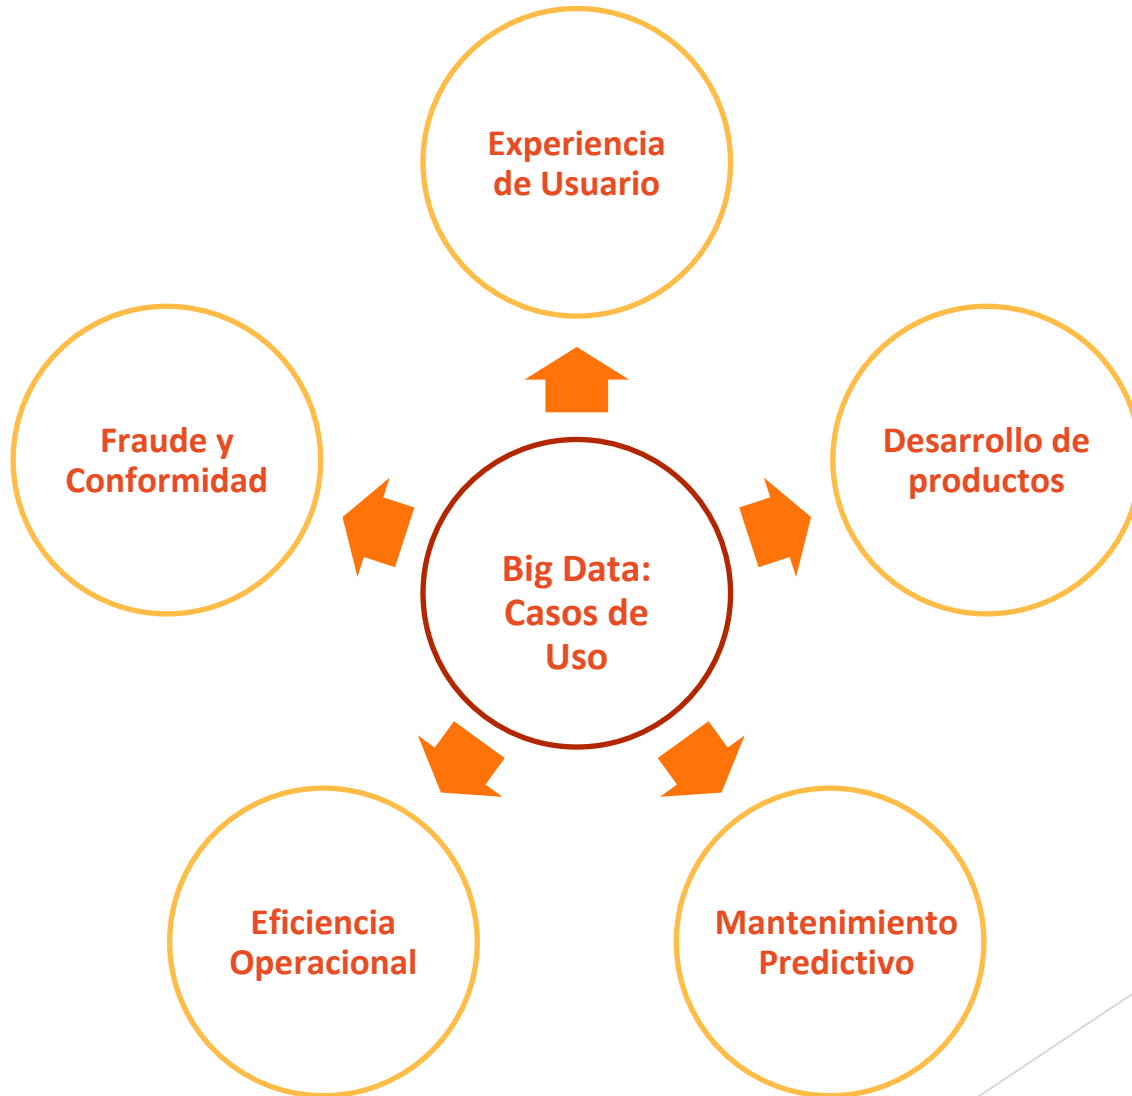 Experiencia
de Usuario
Fraude y
Conformidad
Desarrollo de
productos
Big Data:
Casos de
Uso
Eficiencia
Operacional
Mantenimiento
Predictivo